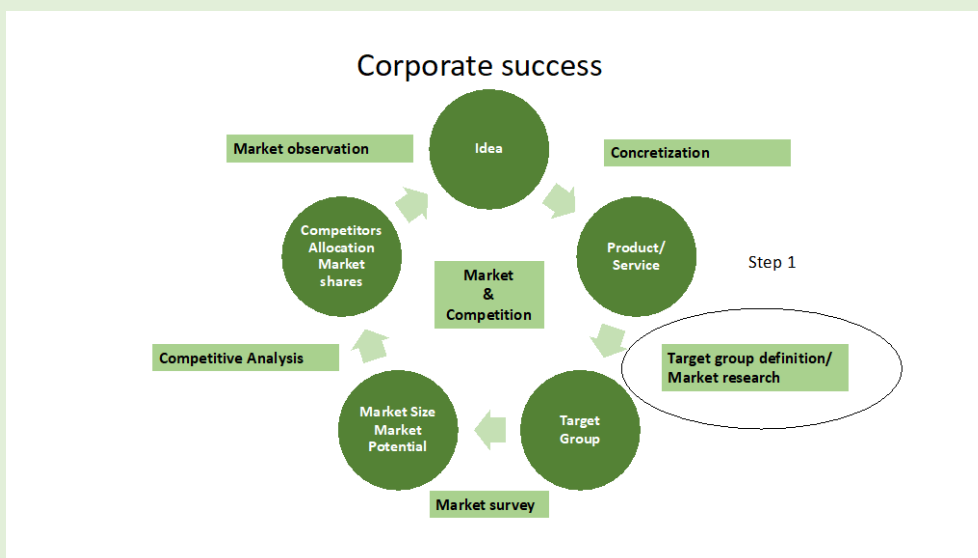 Corporate success
Idea
Market observation
Concretization
Competitors
Allocation
Market
shares
Product/
Service
Step 1
Market
&
Competition
Target group definition/
Market research
Competitive Analysis
Market Size
Market
Potential
Target
Group
Market survey